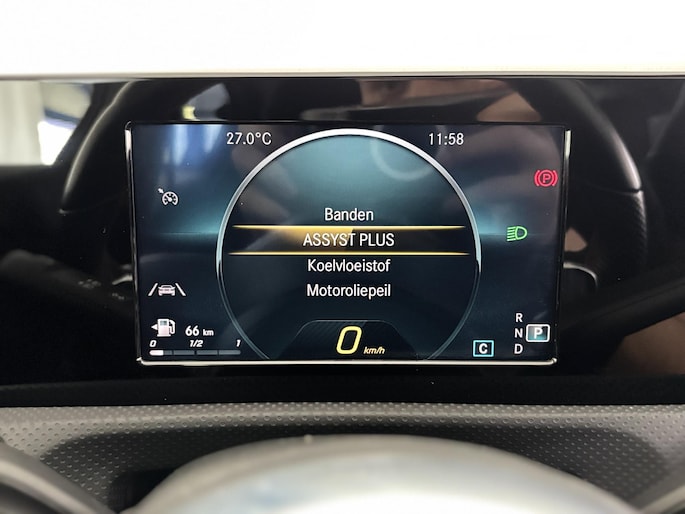 27.0°C 11:58
Banden
ASSYST PLUS
Koelvloeistof
Motoroliepeil
66 km
0 1/2 1
0 km/h
C
R
N P
D